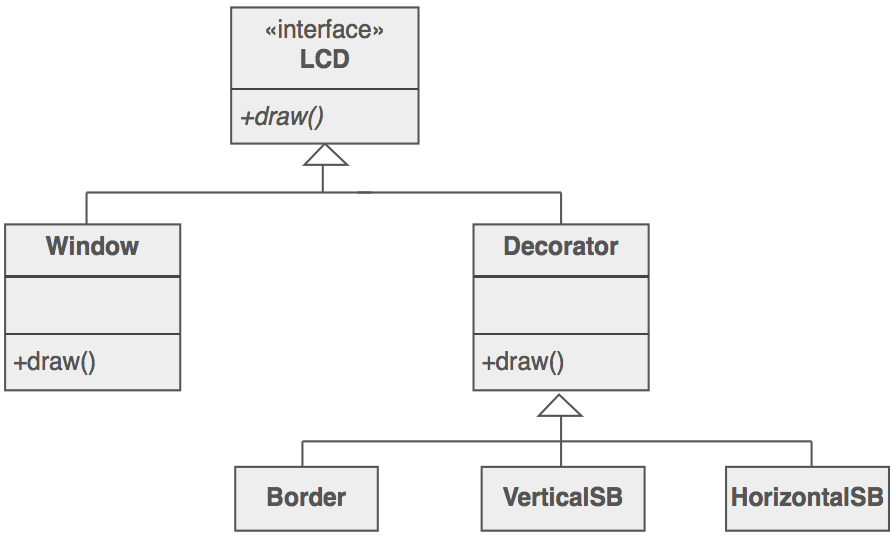 «interface»
LCD
+draw()
Window
+draw()
Decorator
+draw()
Border
VerticalSB
HorizontalSB